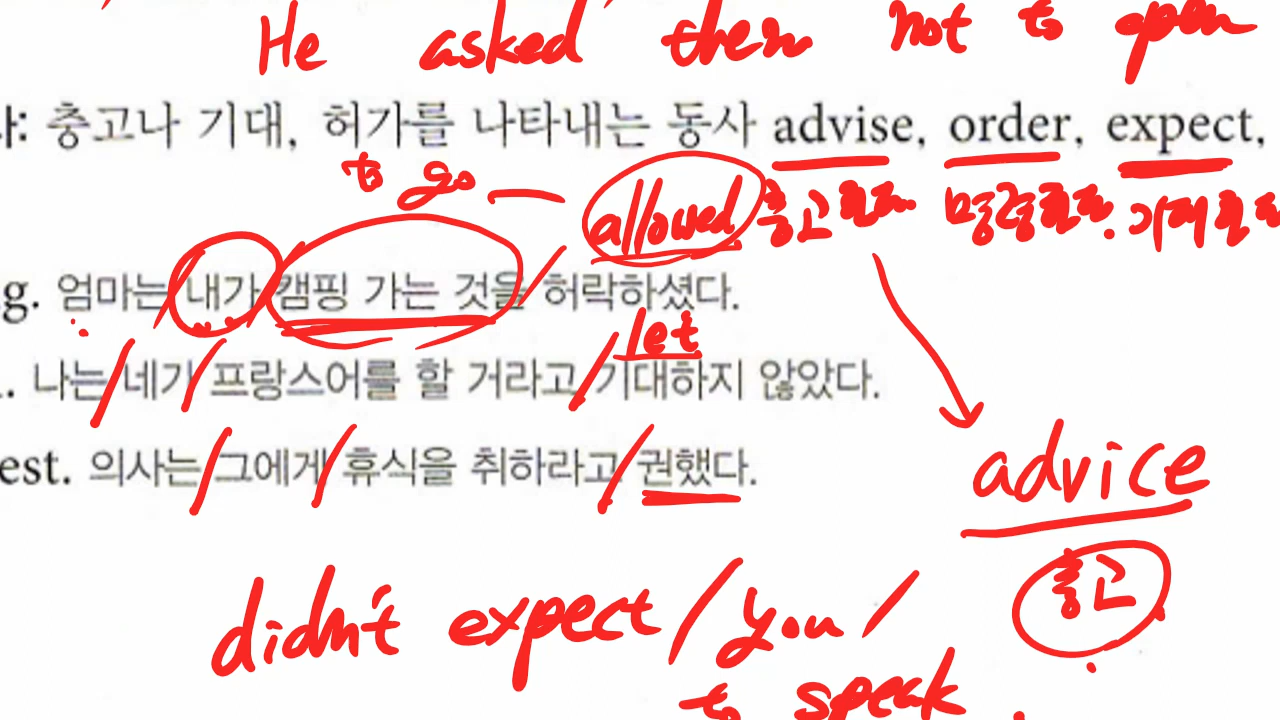 He asked them not to open
사: 충고나 기대, 허가를 나타내는 동사 advise, order, expect,
to go allowed 충고하다 명령하다. 기대하다
g. 엄마는 내가 캠핑 가는 것을 허락하셨다.
let
. 나는 네가 프랑스어를 할 거라고 기대하지 않았다.
est. 의사는 그에게 휴식을 취하라고 권했다.
advice
충고
didn't expect / you /
to speak.